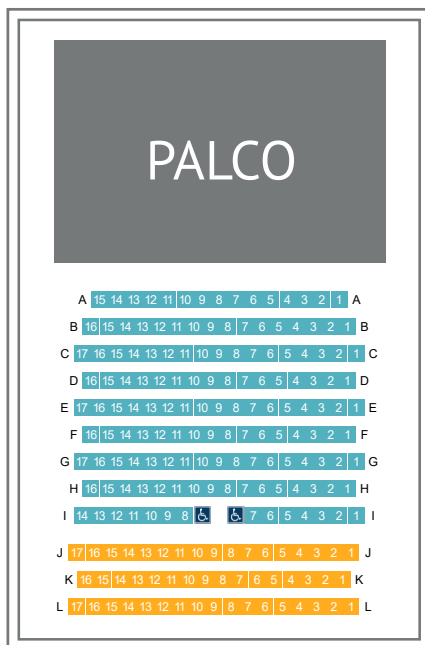 PALCO
A 15 14 13 12 11 10 9 8 7 6 5 4 3 2 1 A
B 16 15 14 13 12 11 10 9 8 7 6 5 4 3 2 1 B
C 17 16 15 14 13 12 11 10 9 8 7 6 5 4 3 2 1 C
D 16 15 14 13 12 11 10 9 8 7 6 5 4 3 2 1 D
E 17 16 15 14 13 12 11 10 9 8 7 6 5 4 3 2 1 E
F 16 15 14 13 12 11 10 9 8 7 6 5 4 3 2 1 F
G 17 16 15 14 13 12 11 10 9 8 7 6 5 4 3 2 1 G
H 16 15 14 13 12 11 10 9 8 7 6 5 4 3 2 1 H
I 14 13 12 11 10 9 8 7 6 5 4 3 2 1 I
J 17 16 15 14 13 12 11 10 9 8 7 6 5 4 3 2 1 J
K 16 15 14 13 12 11 10 9 8 7 6 5 4 3 2 1 K
L 17 16 15 14 13 12 11 10 9 8 7 6 5 4 3 2 1 L